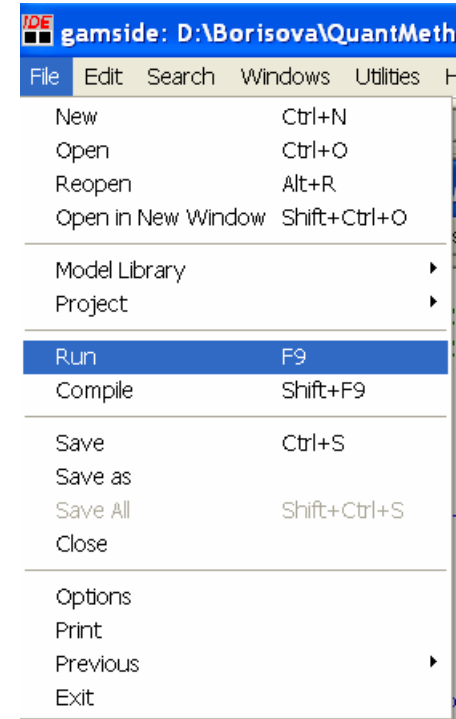 IDE gamside: D:\Borisova\QuantMeth
File Edit Search Windows Utilities H
New Ctrl+N
Open Ctrl+O
Reopen Alt+R
Open in New Window Shift+Ctrl+O
Model Library
Project
Run F9
Compile Shift+F9
Save Ctrl+S
Save as
Save All Shift+Ctrl+S
Close
Options
Print
Previous
Exit